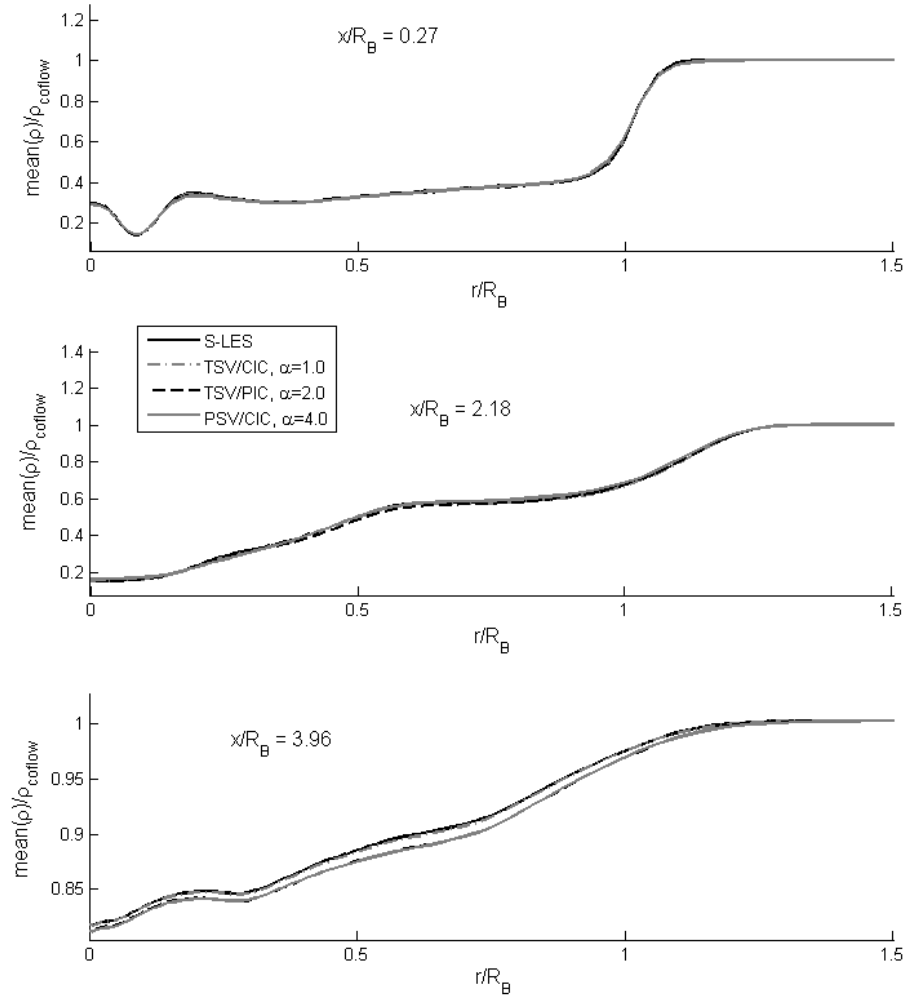 1.2
1
0.8
0.6
0.4
0.2
mean(ρ)/ρcoflow
x/RB = 0.27
0
0.5
1
1.5
r/RB
1.4
1.2
1
0.8
0.6
0.4
0.2
mean(ρ)/ρcoflow
S-LES
TSV/CIC, α=1.0
TSV/PIC, α=2.0
PSV/CIC, α=4.0
x/RB = 2.18
0
0.5
1
1.5
r/RB
1
0.95
0.9
0.85
mean(ρ)/ρcoflow
x/RB = 3.96
0
0.5
1
1.5
r/RB